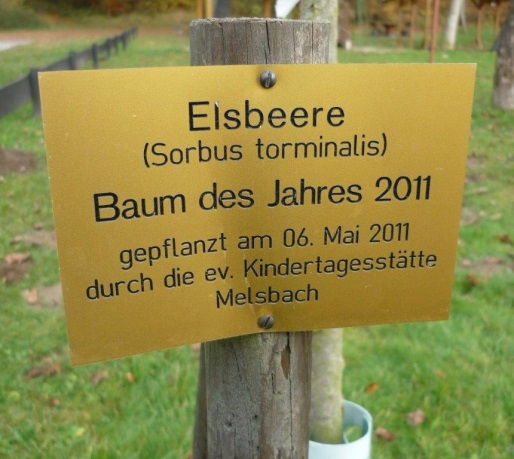 Elsbeere
(Sorbus torminalis)
Baum des Jahres 2011
gepflanzt am 06. Mai 2011
durch die ev. Kindertagesstätte
Melsbach